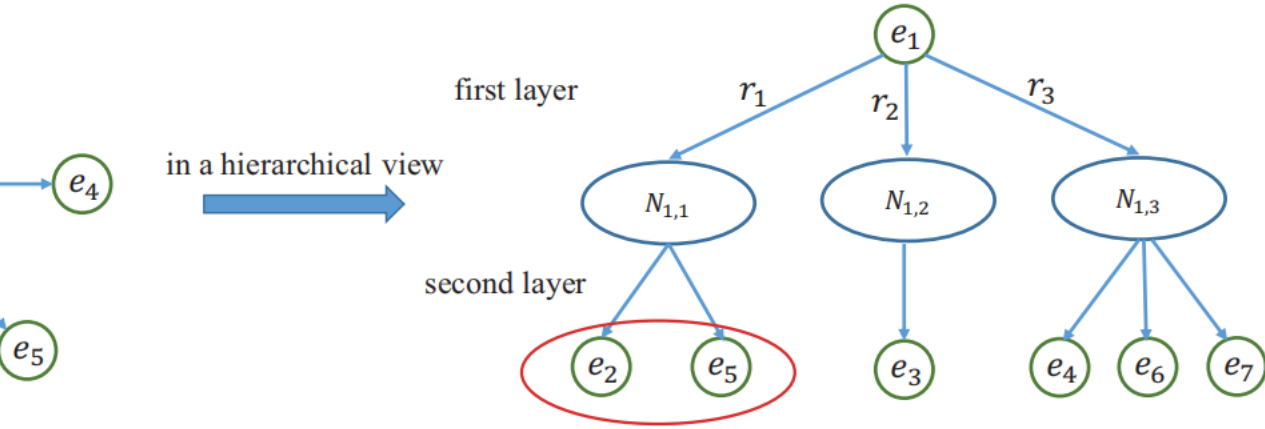 e₁
first layer
r₁
r₂
r₃
in a hierarchical view
e₄
N₁,₁
N₁,₂
N₁,₃
second layer
e₅
e₂
e₅
e₃
e₄
e₆
e₇